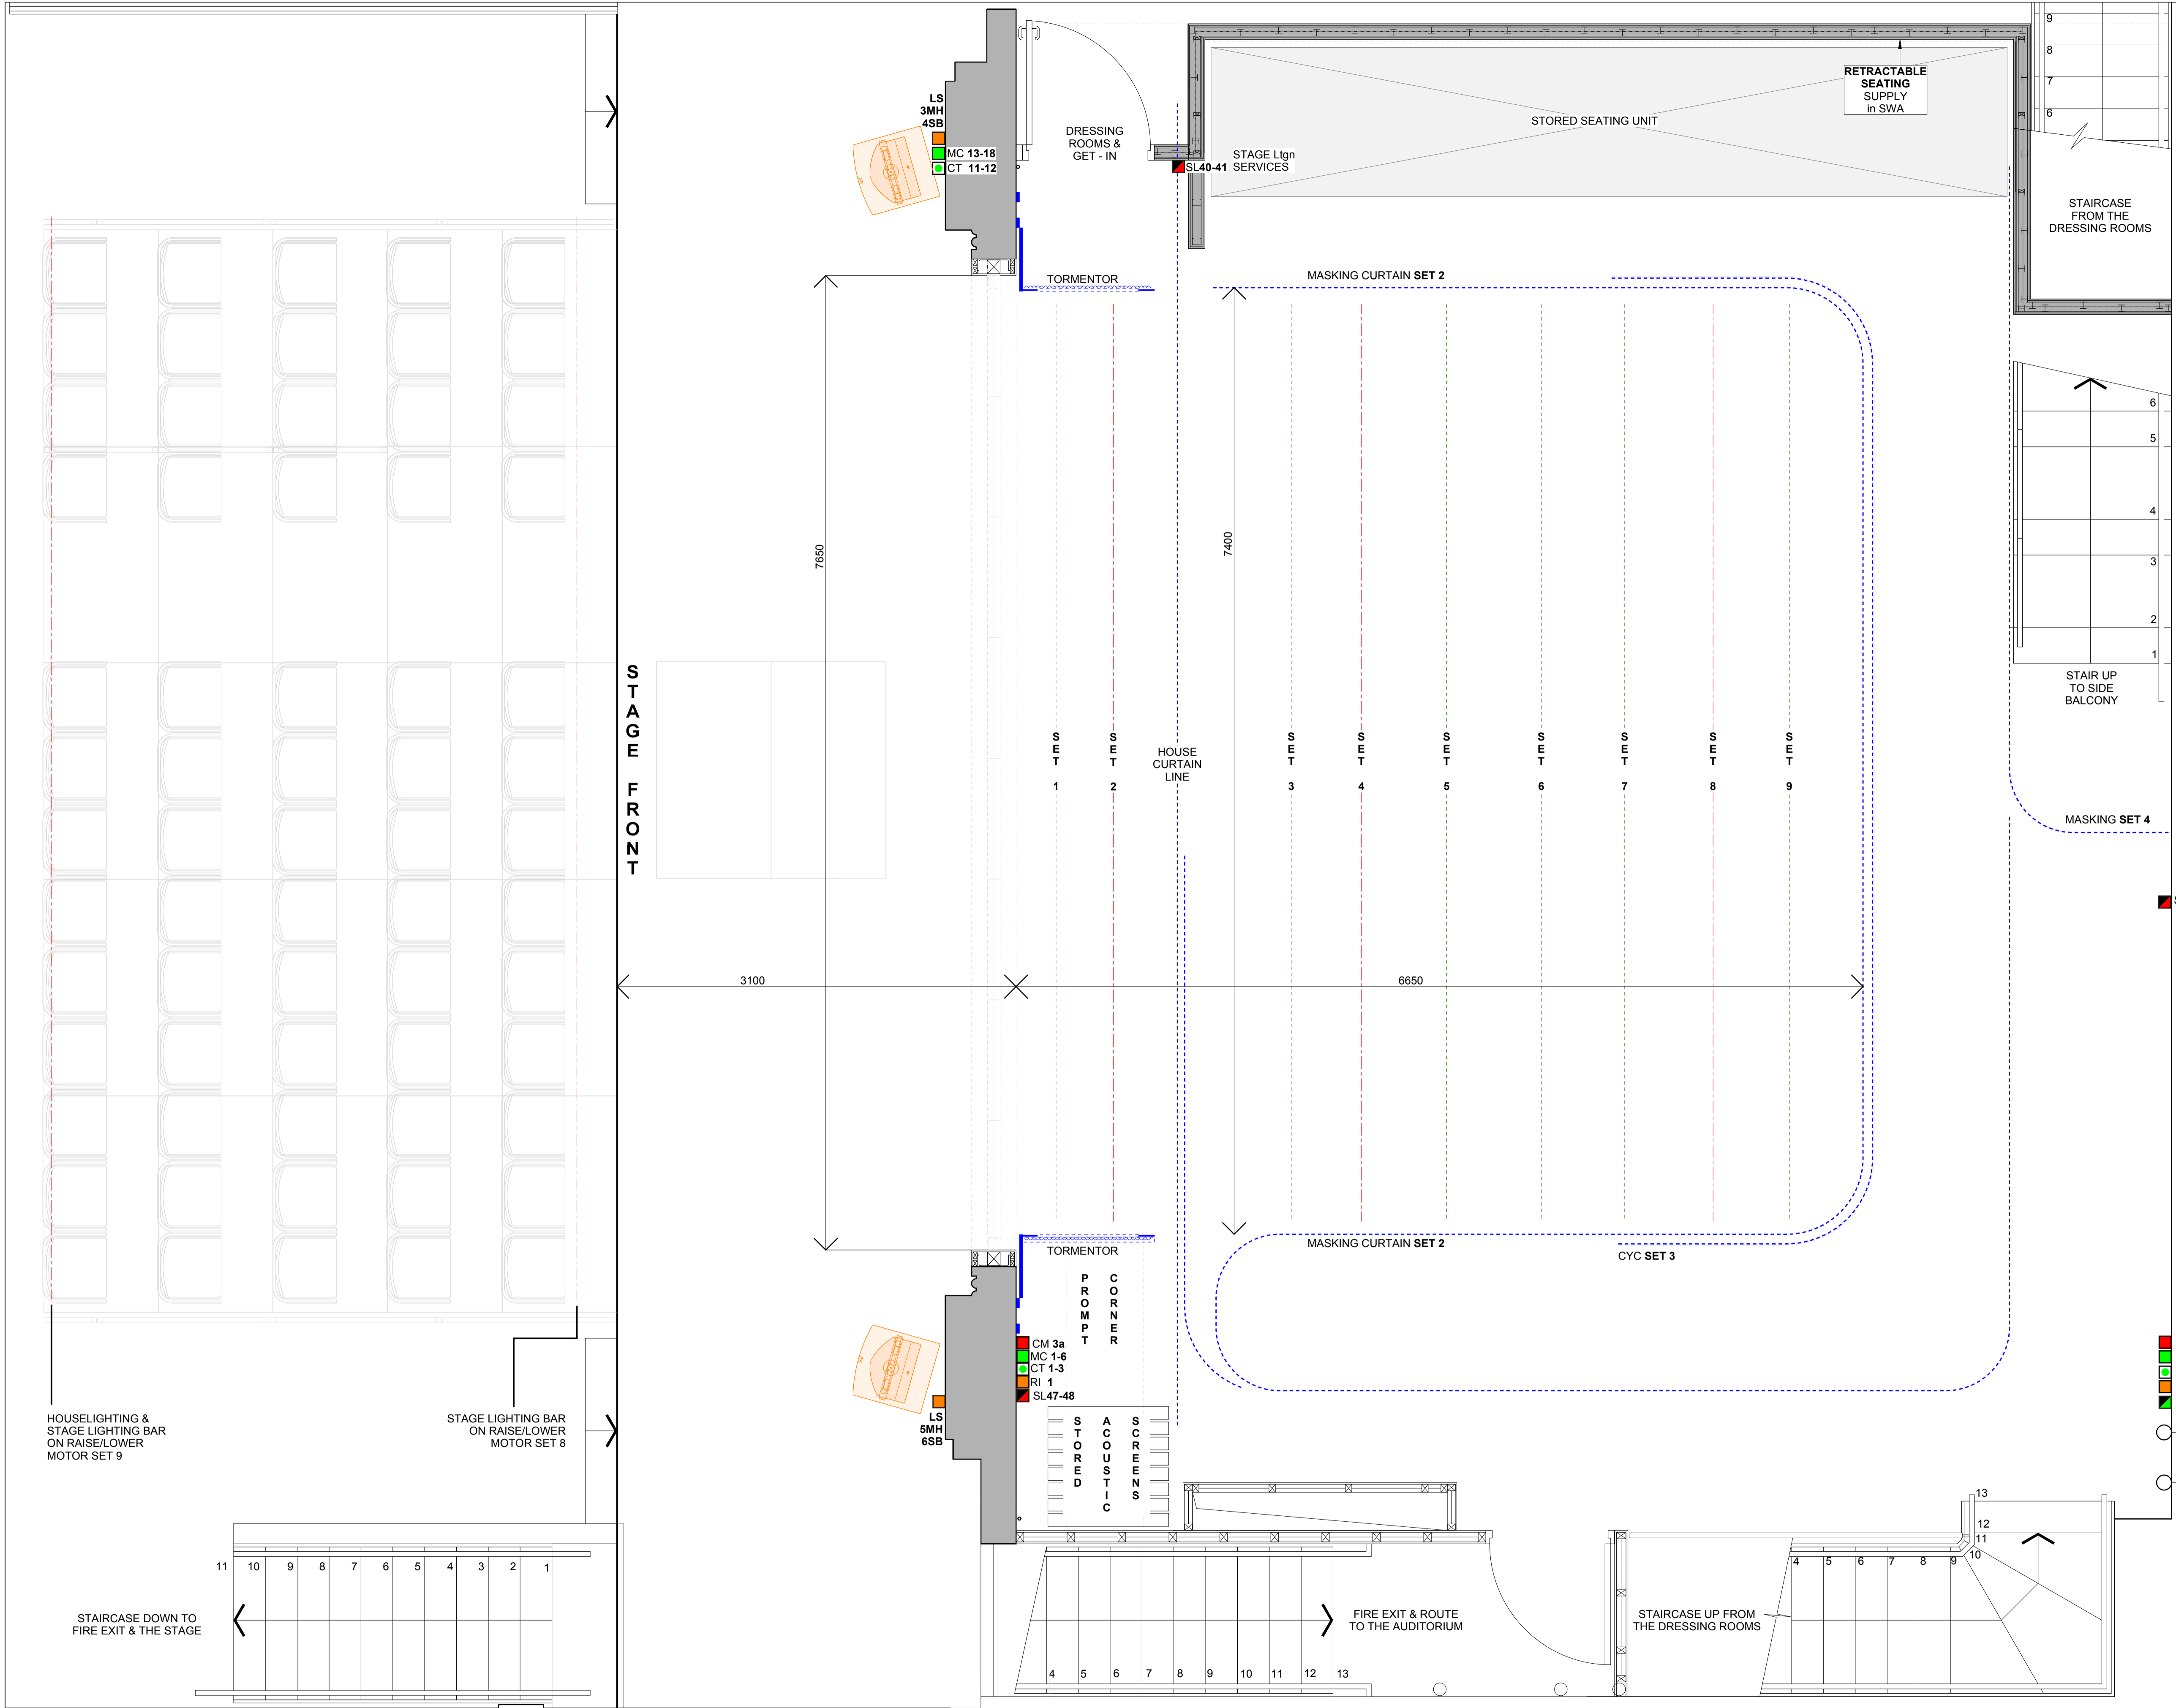 9
8
7
6
RETRACTABLE
SEATING
SUPPLY
in SWA
STORED SEATING UNIT
LS
3MH
4SB
MC 13-18
CT 11-12
DRESSING
ROOMS &
GET - IN
STAGE Ltgn
SL40-41 SERVICES
STAIRCASE
FROM THE
DRESSING ROOMS
TORMENTOR
MASKING CURTAIN SET 2
7650
7400
6
5
4
3
2
1
STAIR UP
TO SIDE
BALCONY
STAGE FRONT
SET 1
SET 2
HOUSE
CURTAIN
LINE
SET 3
SET 4
SET 5
SET 6
SET 7
SET 8
SET 9
MASKING SET 4
3100
6650
TORMENTOR
MASKING CURTAIN SET 2
CYC SET 3
PROMPT
CORNER
CM 3a
MC 1-6
CT 1-3
RI 1
SL47-48
LS
5MH
6SB
STORED
ACOUSTIC
SCREENS
HOUSELIGHTING &
STAGE LIGHTING BAR
ON RAISE/LOWER
MOTOR SET 9
STAGE LIGHTING BAR
ON RAISE/LOWER
MOTOR SET 8
11 10 9 8 7 6 5 4 3 2 1
STAIRCASE DOWN TO
FIRE EXIT & THE STAGE
FIRE EXIT & ROUTE
TO THE AUDITORIUM
4 5 6 7 8 9 10 11 12 13
STAIRCASE UP FROM
THE DRESSING ROOMS
13
12
11
10
4 5 6 7 8 9